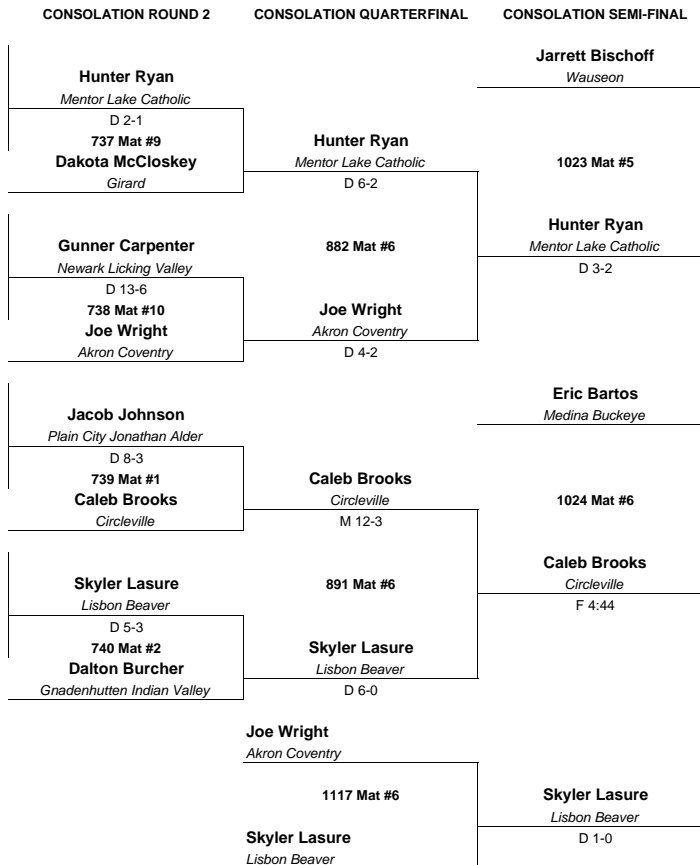 CONSOLATION ROUND 2
CONSOLATION QUARTERFINAL
CONSOLATION SEMI-FINAL
Jarrett Bischoff
Wauseon
Hunter Ryan
Mentor Lake Catholic
D 2-1
737 Mat #9
Dakota McCloskey
Girard
Hunter Ryan
Mentor Lake Catholic
D 6-2
1023 Mat #5
Hunter Ryan
Mentor Lake Catholic
D 3-2
Gunner Carpenter
Newark Licking Valley
D 13-6
738 Mat #10
Joe Wright
Akron Coventry
882 Mat #6
Joe Wright
Akron Coventry
D 4-2
Eric Bartos
Medina Buckeye
Jacob Johnson
Plain City Jonathan Alder
D 8-3
739 Mat #1
Caleb Brooks
Circleville
Caleb Brooks
Circleville
M 12-3
1024 Mat #6
Caleb Brooks
Circleville
F 4:44
Skyler Lasure
Lisbon Beaver
D 5-3
740 Mat #2
Dalton Burcher
Gnadenhutten Indian Valley
891 Mat #6
Skyler Lasure
Lisbon Beaver
D 6-0
Joe Wright
Akron Coventry
1117 Mat #6
Skyler Lasure
Lisbon Beaver
Skyler Lasure
Lisbon Beaver
D 1-0